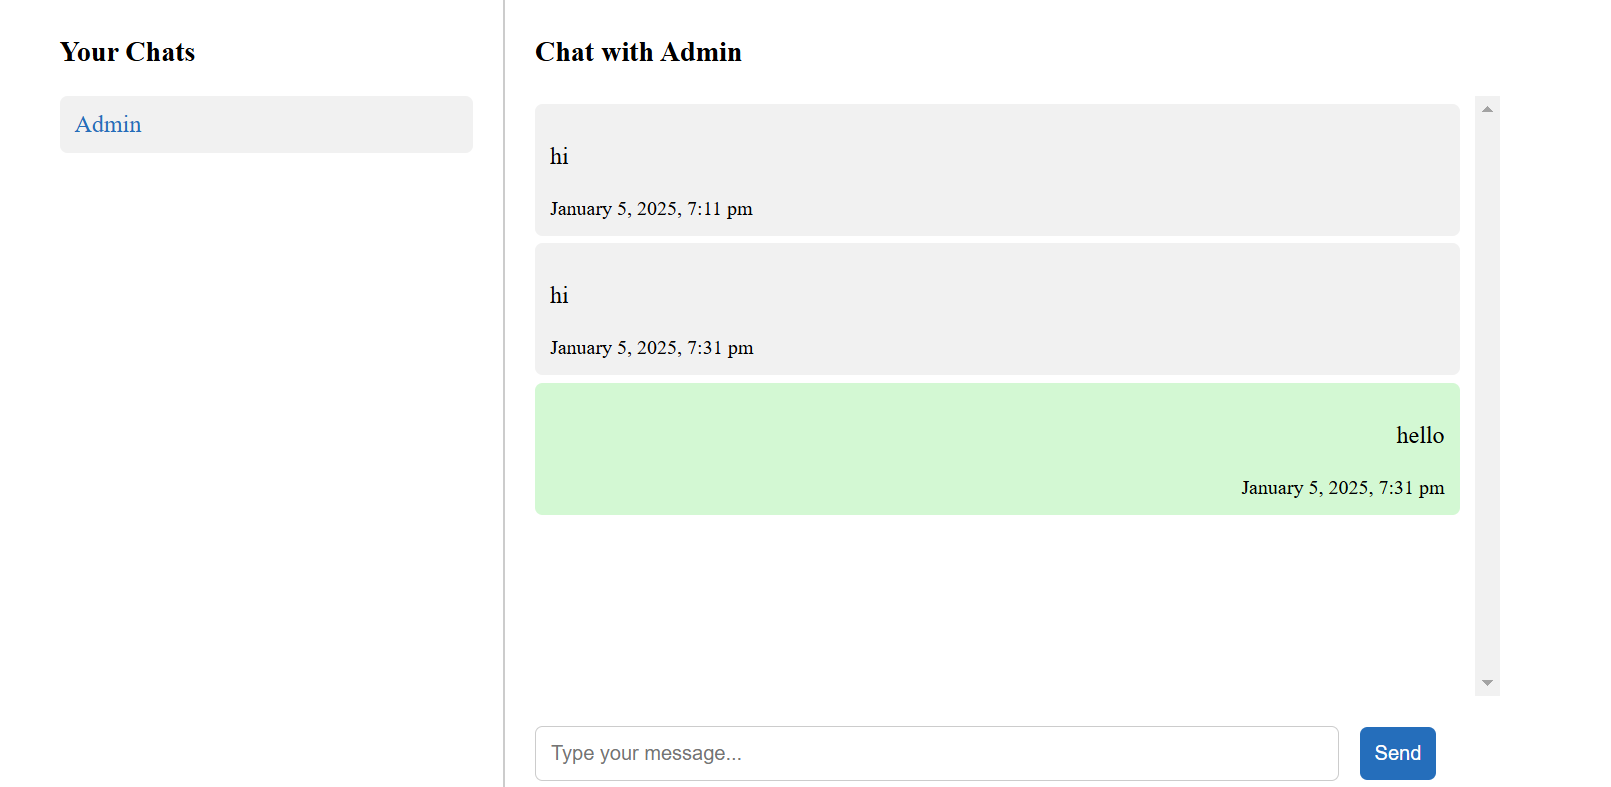 Your Chats
Admin
Chat with Admin
hi
January 5, 2025, 7:11 pm
hi
January 5, 2025, 7:31 pm
hello
January 5, 2025, 7:31 pm
Type your message...
Send